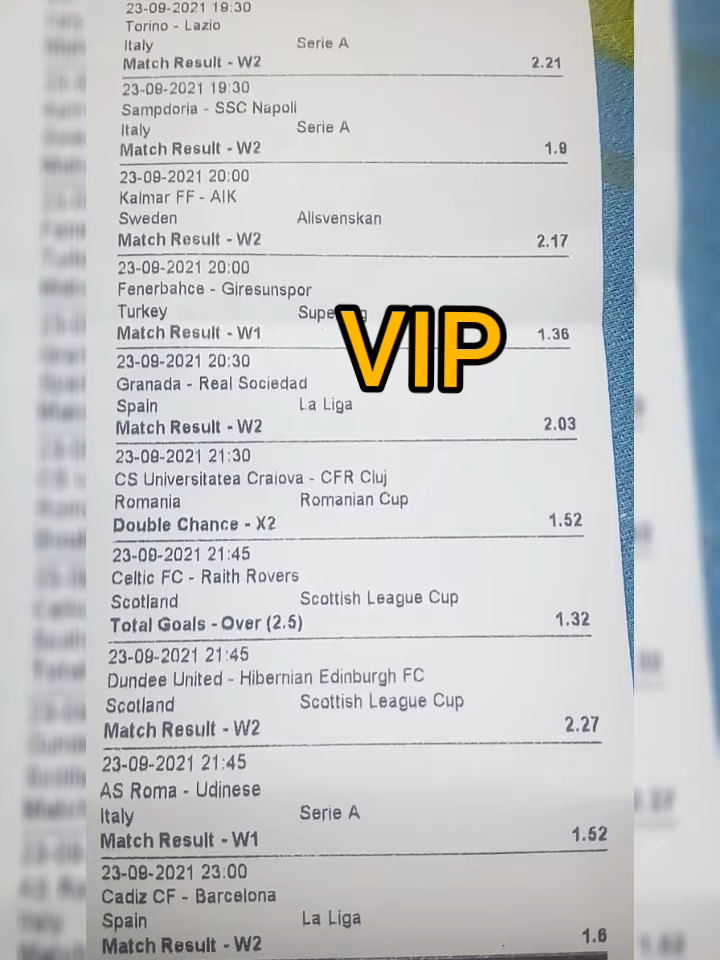 23-09-2021 19:30
Torino - Lazio
Italy Serie A
Match Result - W2 2.21
23-09-2021 19:30
Sampdoria - SSC Napoli
Italy Serie A
Match Result - W2 1.9
23-09-2021 20:00
Kalmar FF - AIK
Sweden Allsvenskan
Match Result - W2 2.17
23-09-2021 20:00
Fenerbahce - Giresunspor
Turkey
VIP
Match Result - W1 1.36
23-09-2021 20:30
Granada - Real Sociedad
Spain La Liga
Match Result - W2 2.03
23-09-2021 21:30
CS Universitatea Craiova - CFR Cluj
Romania Romanian Cup
Double Chance - X2 1.52
23-09-2021 21:45
Celtic FC - Raith Rovers
Scotland Scottish League Cup
Total Goals - Over (2.5) 1.32
23-09-2021 21:45
Dundee United - Hibernian Edinburgh FC
Scotland Scottish League Cup
Match Result - W2 2.27
23-09-2021 21:45
AS Roma - Udinese
Italy Serie A
Match Result - W1 1.52
23-09-2021 23:00
Cadiz CF - Barcelona
Spain La Liga
Match Result - W2 1.6